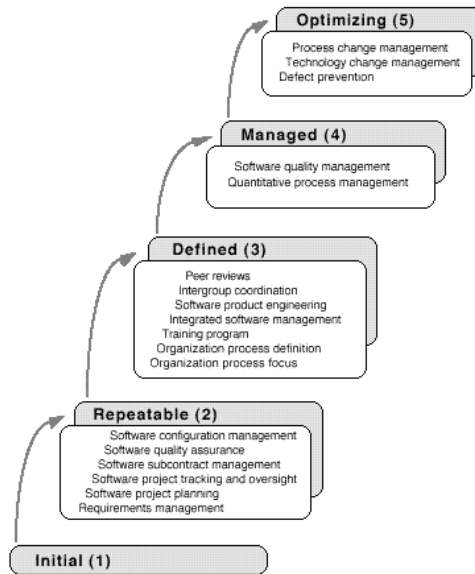 Optimizing (5)
Process change management
Technology change management
Defect prevention
Managed (4)
Software quality management
Quantitative process management
Defined (3)
Peer reviews
Intergroup coordination
Software product engineering
Integrated software management
Training program
Organization process definition
Organization process focus
Repeatable (2)
Software configuration management
Software quality assurance
Software subcontract management
Software project tracking and oversight
Software project planning
Requirements management
Initial (1)